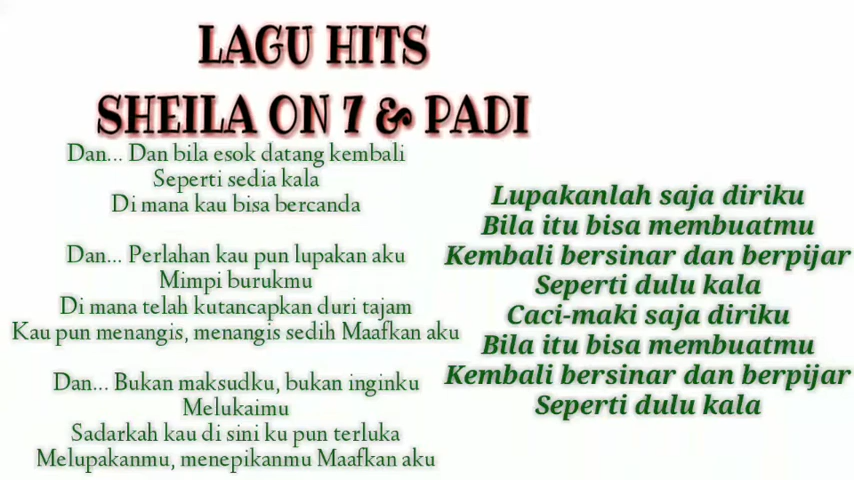 LAGU HITS
SHEILA ON 7 & PADI
Dan... Dan bila esok datang kembali
Seperti sedia kala
Di mana kau bisa bercanda
Dan... Perlahan kau pun lupakan aku
Mimpi burukmu
Di mana telah kutancapkan duri tajam
Kau pun menangis, menangis sedih Maafkan aku
Dan... Bukan maksudku, bukan inginku
Melukaimu
Sadarkah kau di sini ku pun terluka
Melupakanmu, menepikanmu Maafkan aku
Lupakanlah saja diriku
Bila itu bisa membuatmu
Kembali bersinar dan berpijar
Seperti dulu kala
Caci-maki saja diriku
Bila itu bisa membuatmu
Kembali bersinar dan berpijar
Seperti dulu kala